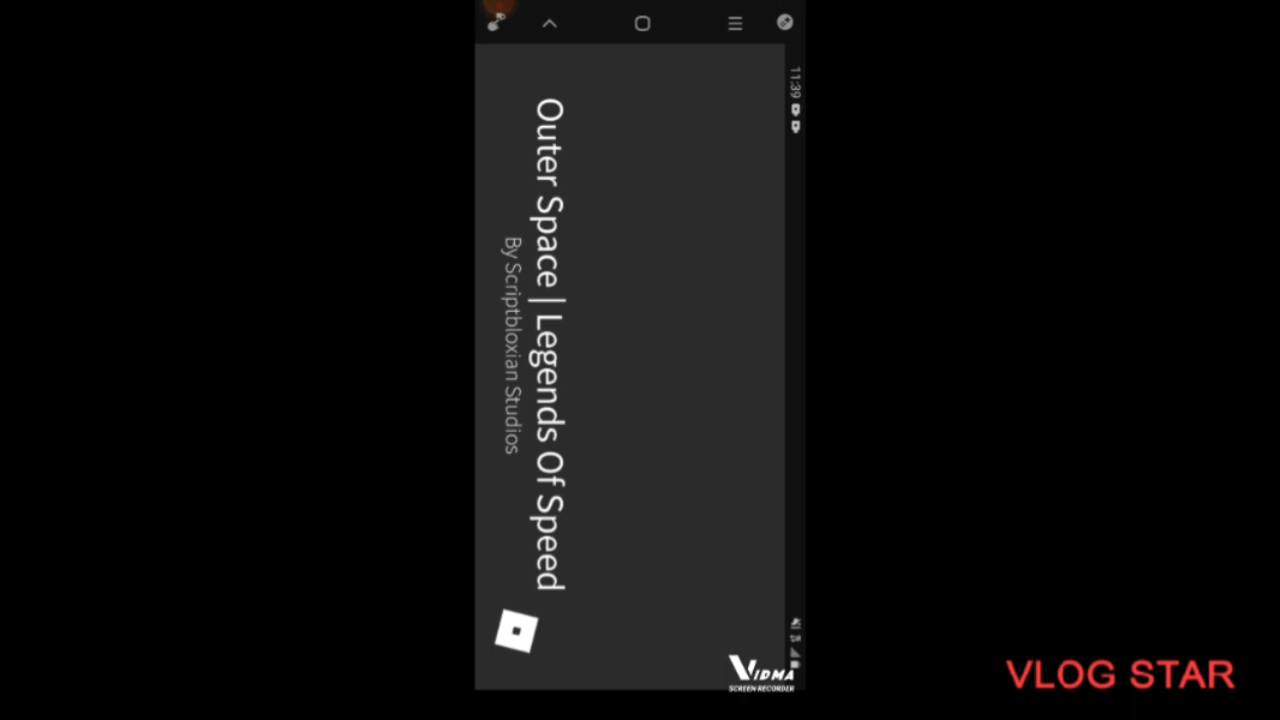 11:39
Outer Space | Legends Of Speed
By Scriptbloxian Studios
VIDMA
SCREEN RECORDER
VLOG STAR